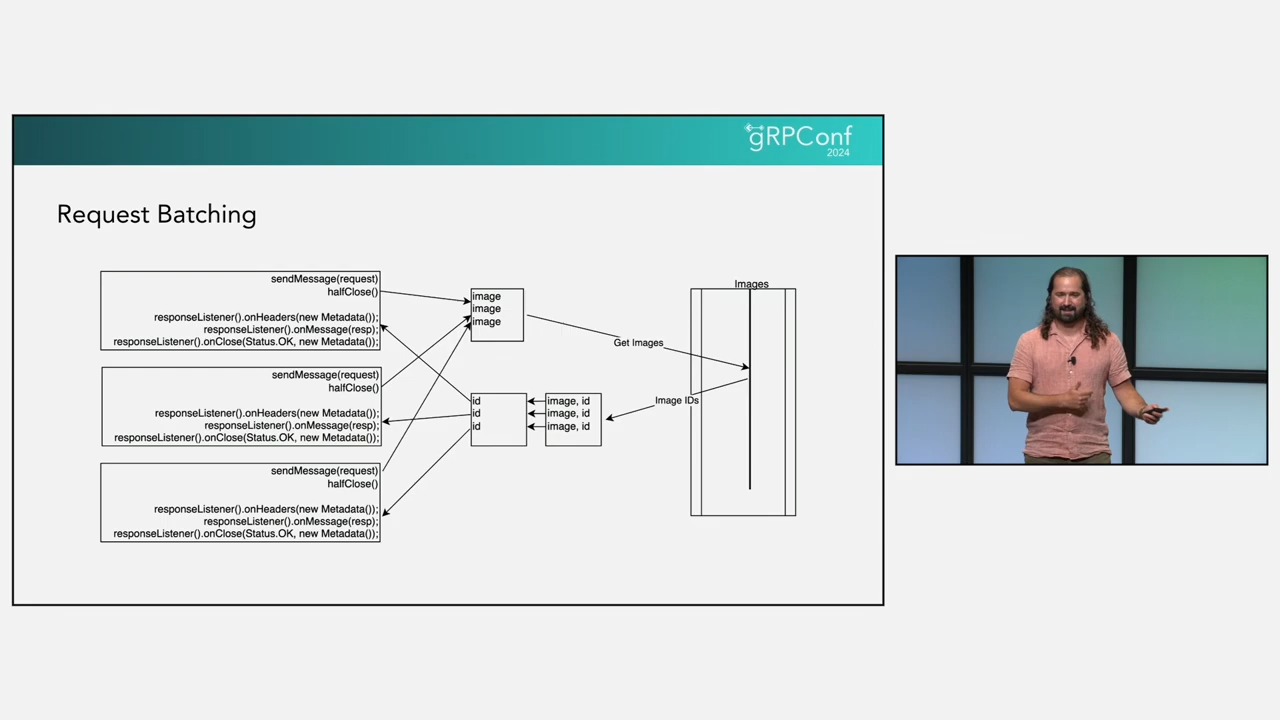 gRPConf
2024
Request Batching
sendMessage(request)
halfClose()
responseListener().onHeaders(new Metadata());
responseListener().onMessage(resp);
responseListener().onClose(Status.OK, new Metadata());
sendMessage(request)
halfClose()
responseListener().onHeaders(new Metadata());
responseListener().onMessage(resp);
responseListener().onClose(Status.OK, new Metadata());
sendMessage(request)
halfClose()
responseListener().onHeaders(new Metadata());
responseListener().onMessage(resp);
responseListener().onClose(Status.OK, new Metadata());
image
image
image
Get Images
id
id
id
image, id
image, id
image, id
Image IDs
Images